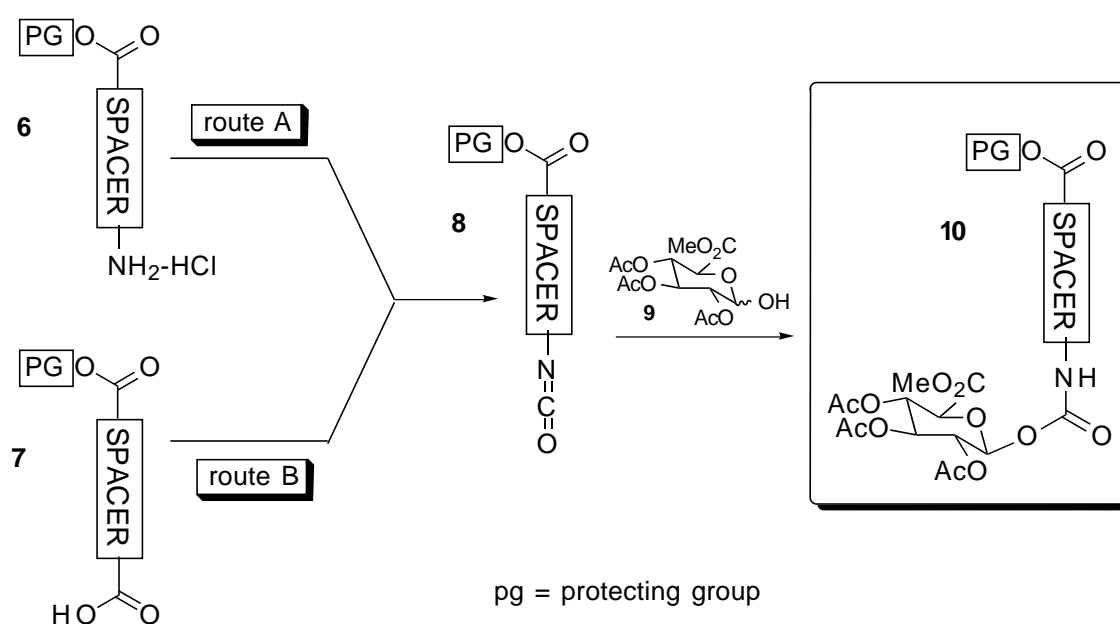 PG O O
SPACER
6
NH2-HCl
route A
PG O O
SPACER
7
H O O
route B
PG O O
SPACER
8
N
C
O
MeO2C
AcO
AcO
O
OH
9
AcO
PG O O
10
SPACER
NH
MeO2C
AcO
AcO
O
O
O
AcO
pg = protecting group